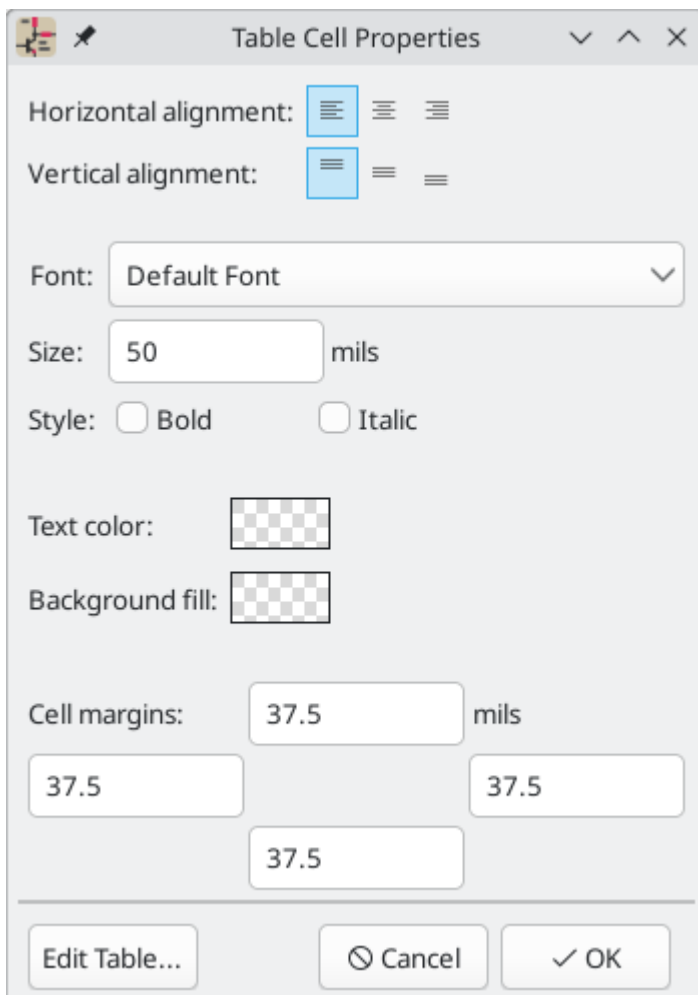 Table Cell Properties
Horizontal alignment:
Vertical alignment:
Font: Default Font
Size: 50 mils
Style: Bold Italic
Text color:
Background fill:
Cell margins: 37.5 mils
37.5 37.5
37.5
Edit Table... Cancel OK